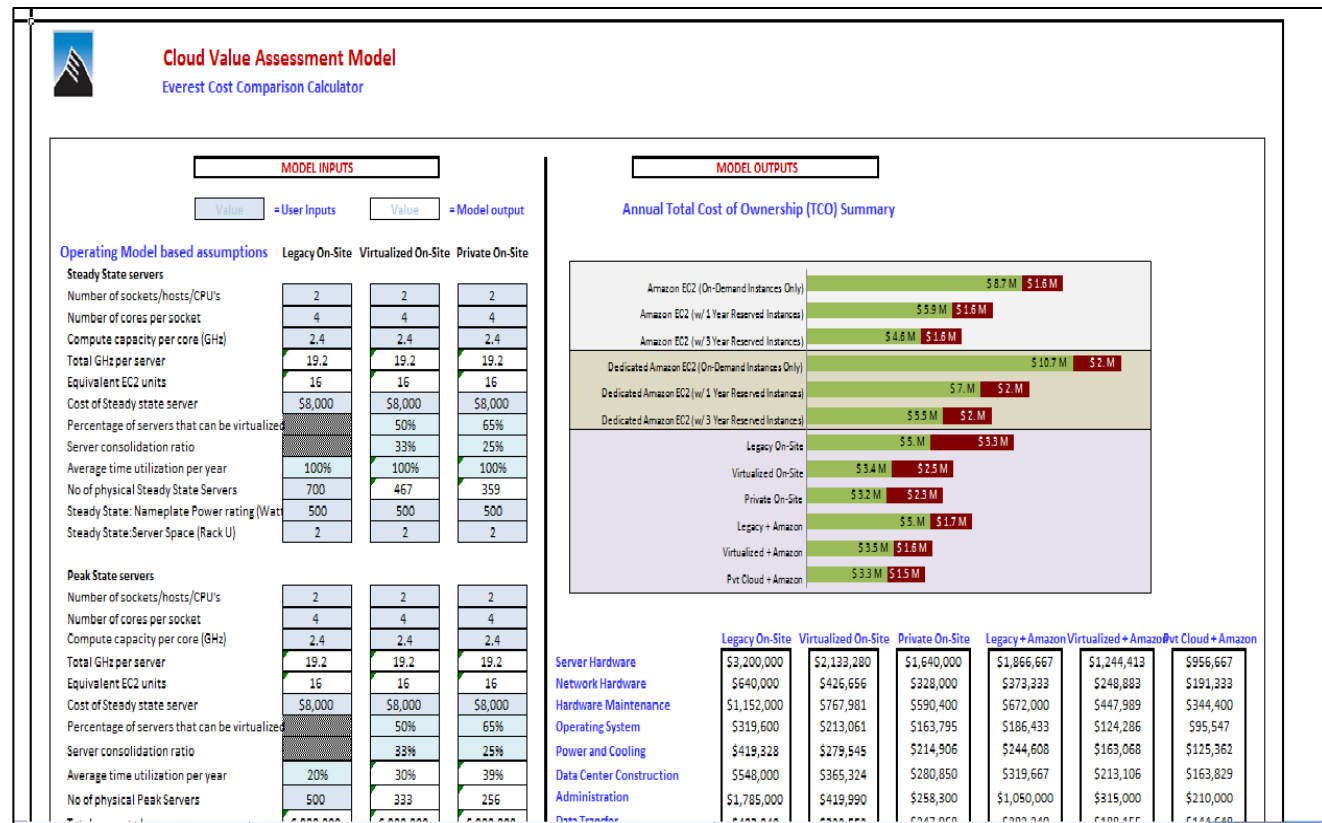 Cloud Value Assessment Model
Everest Cost Comparison Calculator
MODEL INPUTS
Value =User Inputs Value =Model output
Operating Model based assumptions Legacy On-Site Virtualized On-Site Private On-Site
Steady State servers
Number of sockets/hosts/CPU's 2 2 2
Number of cores per socket 4 4 4
Compute capacity per core (GHz) 2.4 2.4 2.4
Total GHz per server 19.2 19.2 19.2
Equivalent EC2 units 16 16 16
Cost of Steady state server $8,000 $8,000 $8,000
Percentage of servers that can be virtualized 50% 65%
Server consolidation ratio 33% 25%
Average time utilization per year 100% 100% 100%
No of physical Steady State Servers 700 467 359
Steady State: Nameplate Power rating (Watt 500 500 500
Steady State:Server Space (Rack U) 2 2 2
Peak State servers
Number of sockets/hosts/CPU's 2 2 2
Number of cores per socket 4 4 4
Compute capacity per core (GHz) 2.4 2.4 2.4
Total GHz per server 19.2 19.2 19.2
Equivalent EC2 units 16 16 16
Cost of Steady state server $8,000 $8,000 $8,000
Percentage of servers that can be virtualized 50% 65%
Server consolidation ratio 33% 25%
Average time utilization per year 20% 30% 39%
No of physical Peak Servers 500 333 256
MODEL OUTPUTS
Annual Total Cost of Ownership (TCO) Summary
Amazon EC2 (On-Demand Instances Only) $8.7 M $1.6 M
Amazon EC2 (w/ 1 Year Reserved Instances) $5.9 M $1.6 M
Amazon EC2 (w/ 3 Year Reserved Instances) $4.6 M $1.6 M
Dedicated Amazon EC2 (On-Demand Instances Only) $10.7 M $2. M
Dedicated Amazon EC2 (w/ 1 Year Reserved Instances) $7. M $2. M
Dedicated Amazon EC2 (w/ 3 Year Reserved Instances) $5.5 M $2. M
Legacy On-Site $5. M $3.3 M
Virtualized On-Site $3.4 M $2.5 M
Private On-Site $3.2 M $2.3 M
Legacy + Amazon $5. M $1.7 M
Virtualized + Amazon $3.5 M $1.6 M
Pvt Cloud + Amazon $3.3 M $1.5 M
Legacy On-Site Virtualized On-Site Private On-Site Legacy + Amazon Virtualized + Amazo Pvt Cloud + Amazon
Server Hardware $3,200,000 $2,133,280 $1,640,000 $1,866,667 $1,244,413 $956,667
Network Hardware $640,000 $426,656 $328,000 $373,333 $248,883 $191,333
Hardware Maintenance $1,152,000 $767,981 $590,400 $672,000 $447,989 $344,400
Operating System $319,600 $213,061 $163,795 $186,433 $124,286 $95,547
Power and Cooling $419,328 $279,545 $214,906 $244,608 $163,068 $125,362
Data Center Construction $548,000 $365,324 $280,850 $319,667 $213,106 $163,829
Administration $1,785,000 $419,990 $258,300 $1,050,000 $315,000 $210,000
Data Transfer